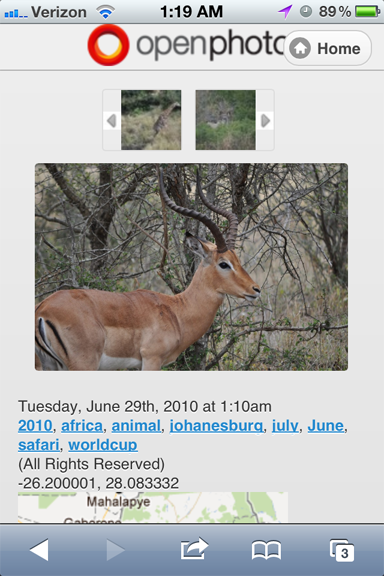 Verizon 1:19 AM 89%
openphoto Home
Tuesday, June 29th, 2010 at 1:10am
2010, africa, animal, johanesburg, july, June,
safari, worldcup
(All Rights Reserved)
-26.200001, 28.083332
Mahalapye
Gaborone
3